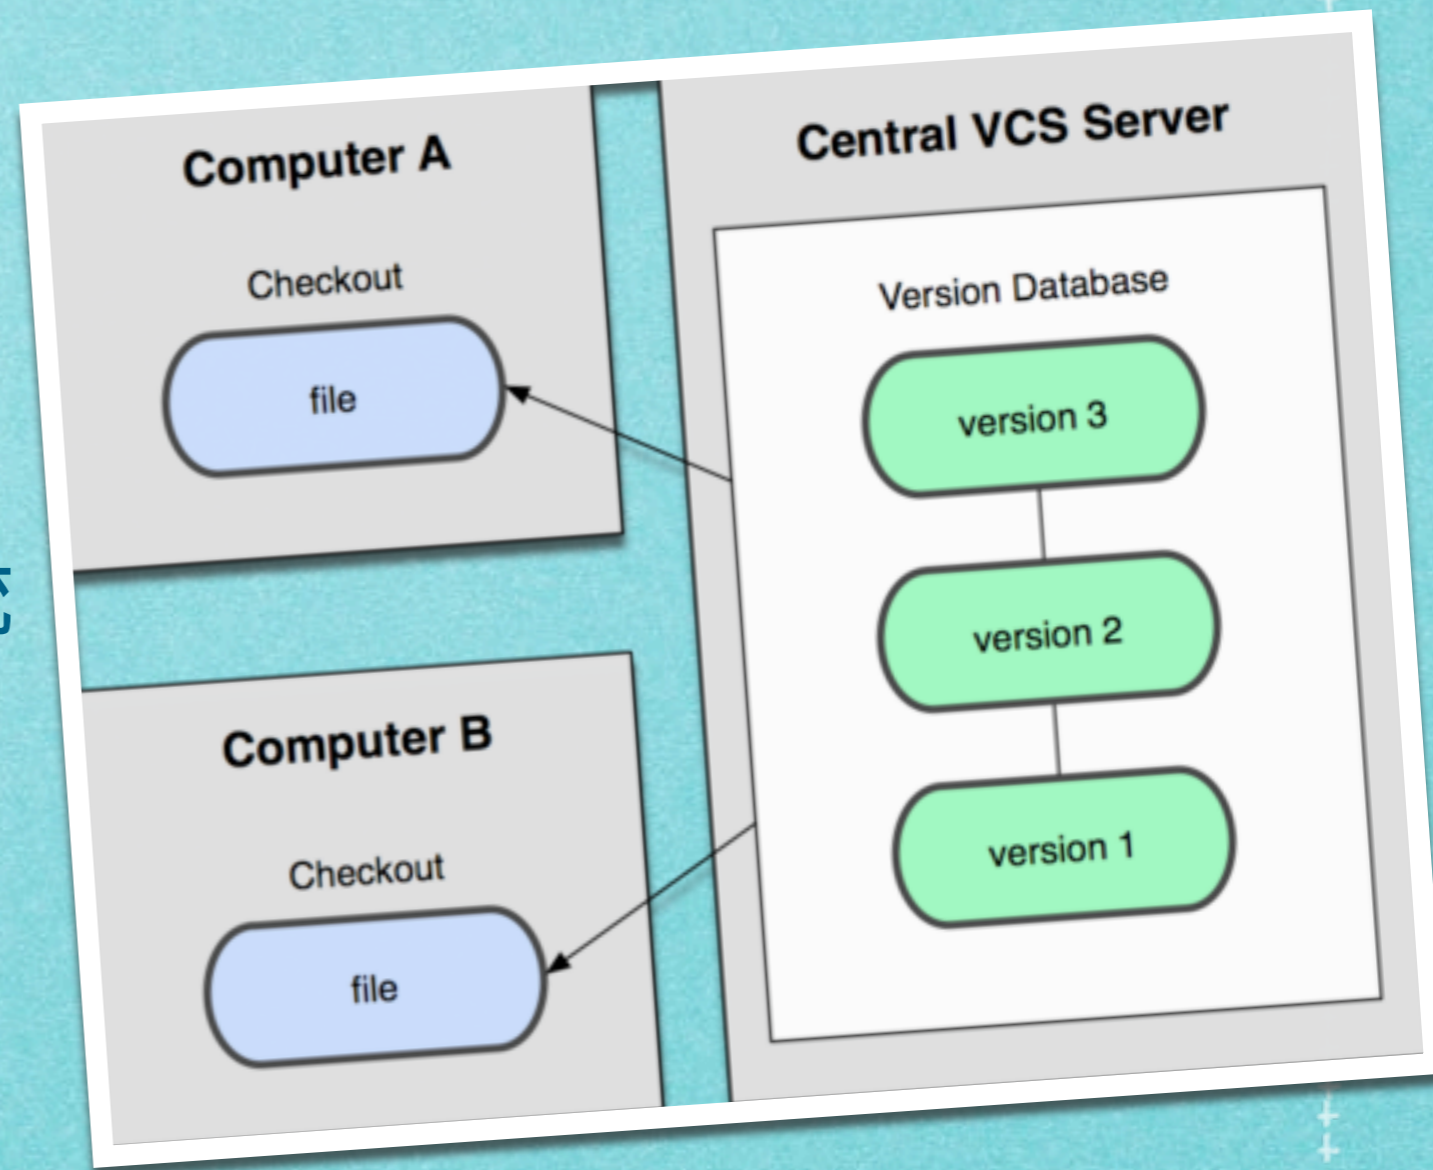 Computer A
Checkout
file
Computer B
Checkout
file
Central VCS Server
Version Database
version 3
version 2
version 1